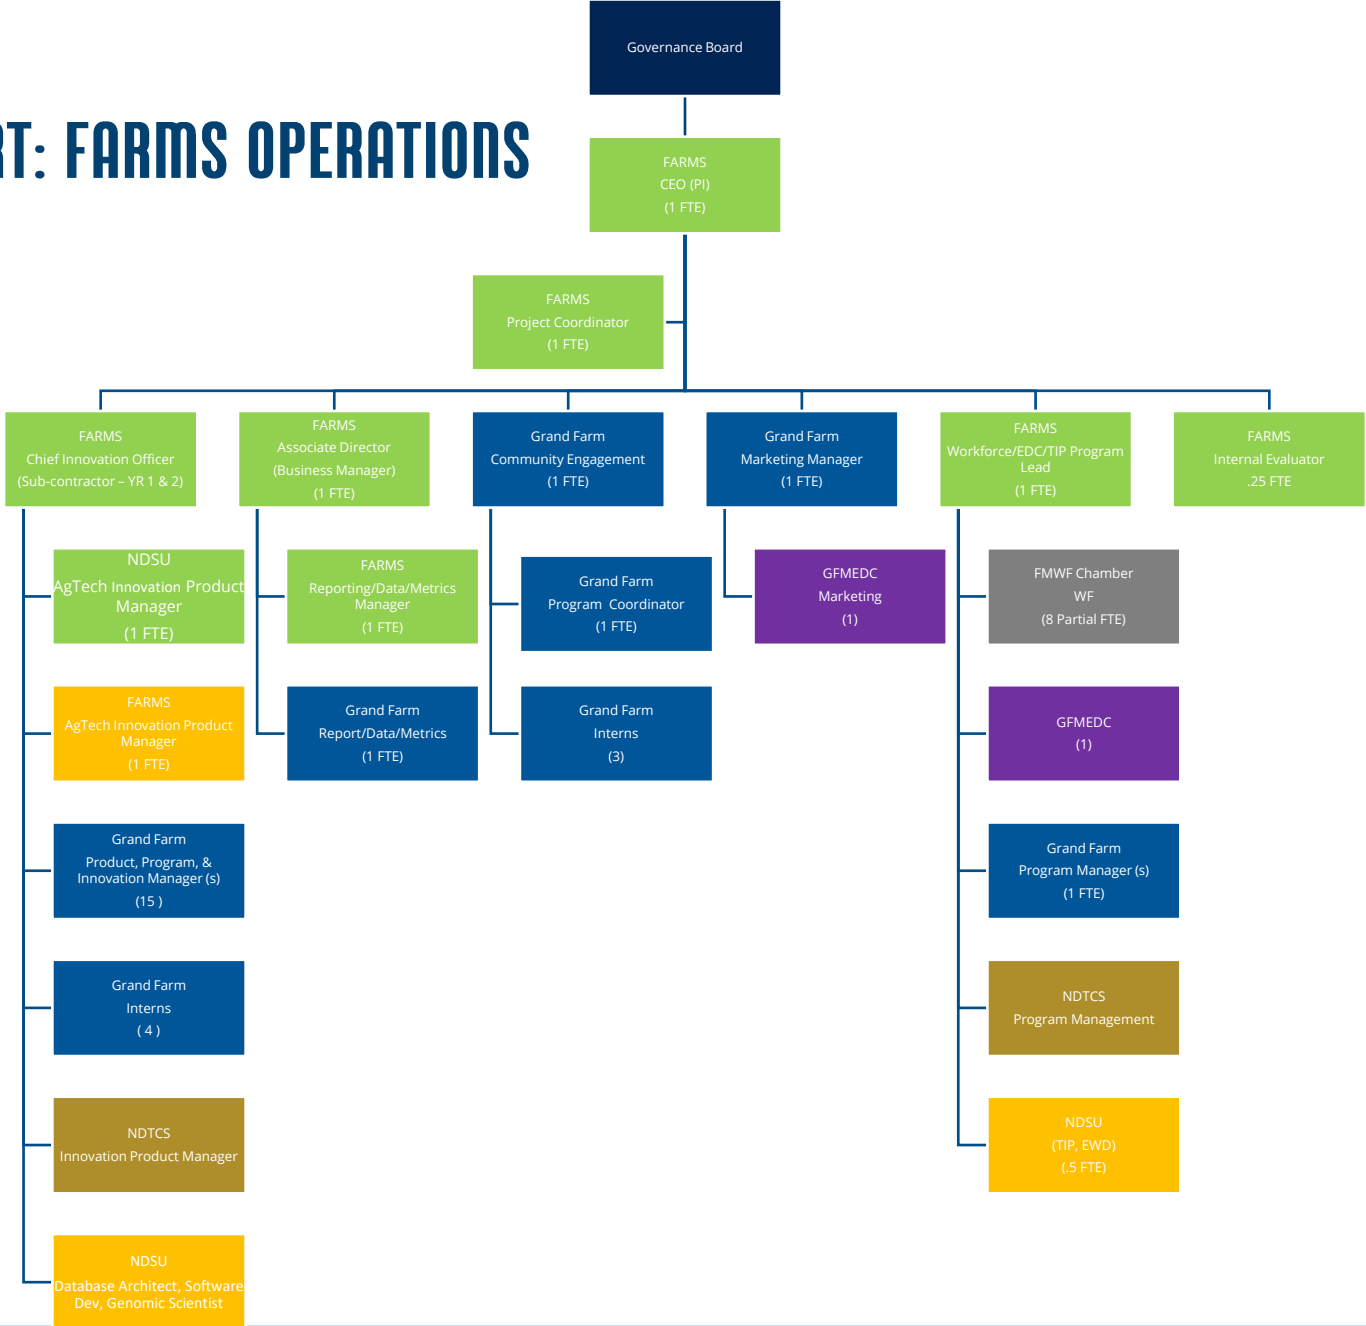 Governance Board
RT: FARMS OPERATIONS
FARMS
CEO (PI)
(1 FTE)
FARMS
Project Coordinator
(1 FTE)
FARMS
Chief Innovation Officer
(Sub-contractor – YR 1 & 2)
FARMS
Associate Director
(Business Manager)
(1 FTE)
Grand Farm
Community Engagement
(1 FTE)
Grand Farm
Marketing Manager
(1 FTE)
FARMS
Workforce/EDC/TIP Program
Lead
(1 FTE)
FARMS
Internal Evaluator
.25 FTE
NDSU
AgTech Innovation Product
Manager
(1 FTE)
FARMS
AgTech Innovation Product
Manager
(1 FTE)
Grand Farm
Product, Program, &
Innovation Manager (s)
(15 )
Grand Farm
Interns
( 4 )
NDTCS
Innovation Product Manager
NDSU
Database Architect, Software
Dev, Genomic Scientist
FARMS
Reporting/Data/Metrics
Manager
(1 FTE)
Grand Farm
Report/Data/Metrics
(1 FTE)
Grand Farm
Program  Coordinator
(1 FTE)
Grand Farm
Interns
(3)
GFMEDC
Marketing
(1)
FMWF Chamber
WF
(8 Partial FTE)
GFMEDC
(1)
Grand Farm
Program Manager (s)
(1 FTE)
NDTCS
Program Management
NDSU
(TIP, EWD)
(.5 FTE)